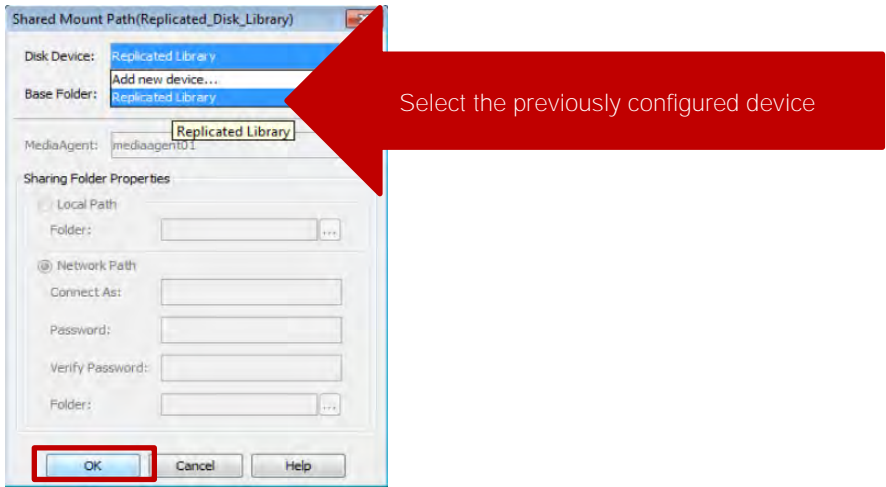 Shared Mount Path(Replicated_Disk_Library)
Disk Device: Replicated Library
Add new device...
Base Folder: Replicated Library
Replicated Library
MediaAgent: mediaagent01
Sharing Folder Properties
Local Path
Folder:
...
Network Path
Connect As:
Password:
Verify Password:
Folder:
...
OK Cancel Help
Select the previously configured device